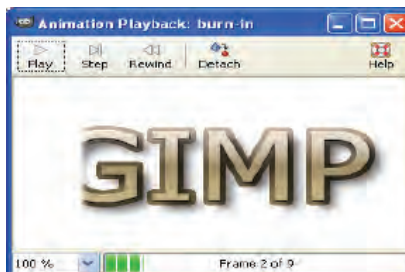 Animation Playback: burn-in
Play Step Rewind Detach Help
GIMP
100 % Frame 2 of 9